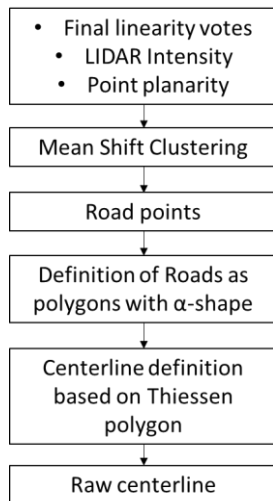 • Final linearity votes
• LIDAR Intensity
• Point planarity
Mean Shift Clustering
Road points
Definition of Roads as
polygons with α-shape
Centerline definition
based on Thiessen
polygon
Raw centerline